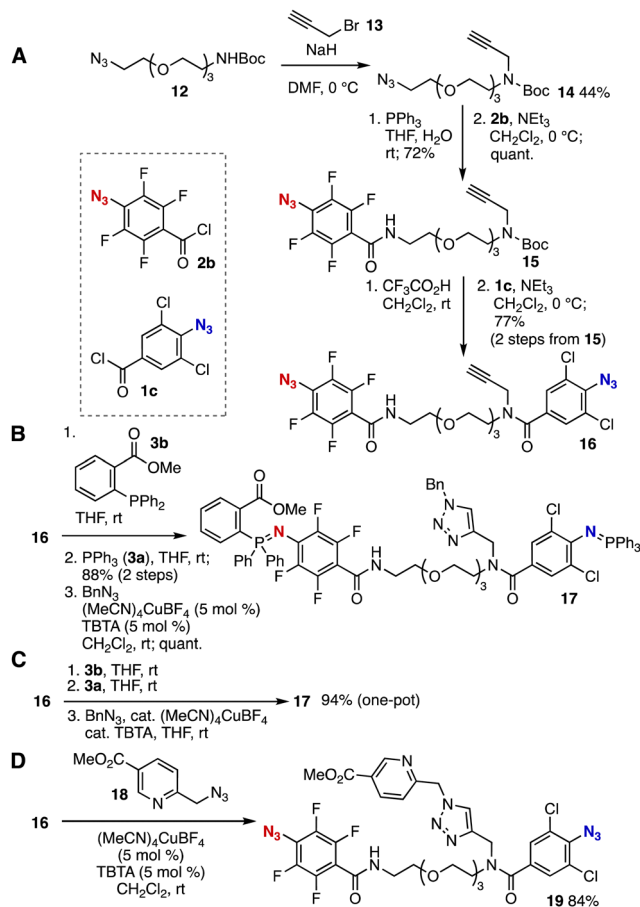 A
N3
O
3
NHBoc
12
Br 13
NaH
DMF, 0 °C
N3
O
3
N
Boc
14 44%
1. PPh3
THF, H2O
rt; 72%
2. 2b, NEt3
CH2Cl2, 0 °C;
quant.
N3
F
F
F
F
Cl
O
2b
Cl
N3
Cl
O
Cl
1c
N3
F
F
F
F
O
H
N
O
3
N
Boc
15
1. CF3CO2H
CH2Cl2, rt
2. 1c, NEt3
CH2Cl2, 0 °C;
77%
(2 steps from 15)
N3
F
F
F
F
O
H
N
O
3
N
O
Cl
N3
Cl
16
B
1.
3b
O
OMe
PPh2
THF, rt
16
2. PPh3 (3a), THF, rt;
88% (2 steps)
3. BnN3
(MeCN)4CuBF4 (5 mol %)
TBTA (5 mol %)
CH2Cl2, rt; quant.
O
OMe
P=N
Ph
Ph
F
F
F
F
O
H
N
O
3
N
O
Bn
N
N
N
Cl
N=PPh3
Cl
17
C
16
1. 3b, THF, rt
2. 3a, THF, rt
3. BnN3, cat. (MeCN)4CuBF4
cat. TBTA, THF, rt
17 94% (one-pot)
D
16
MeO2C
18
N
N3
(MeCN)4CuBF4
(5 mol %)
TBTA (5 mol %)
CH2Cl2, rt
MeO2C
N
N
N
N
N3
F
F
F
F
O
H
N
O
3
N
O
Cl
N3
Cl
19 84%